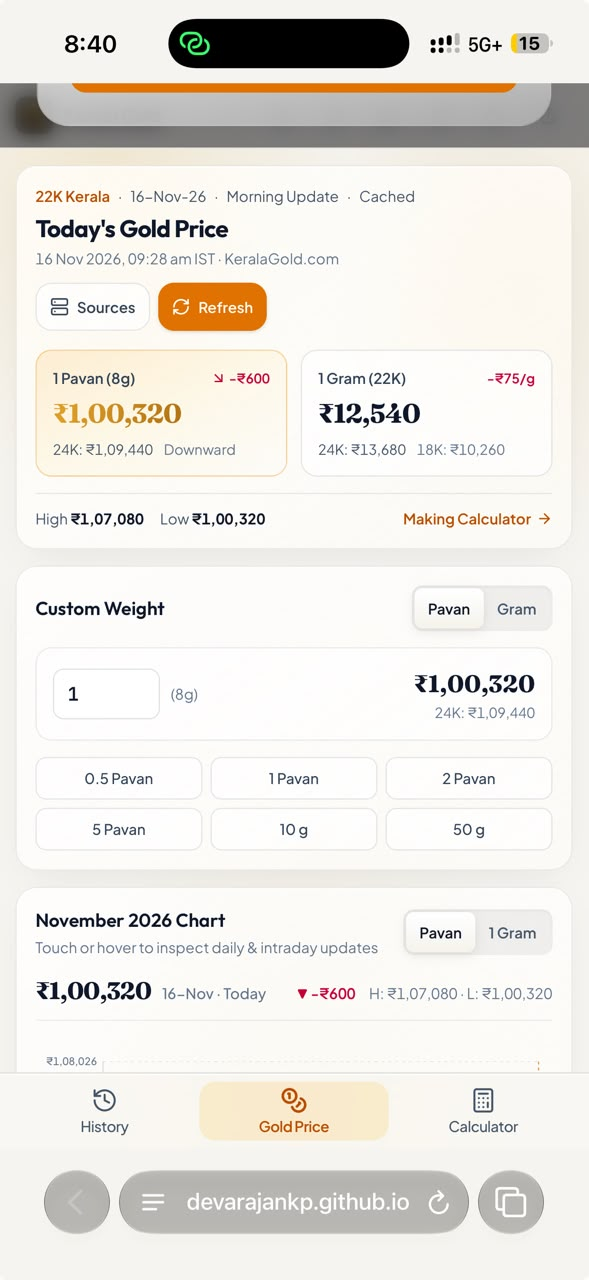 8:40 5G+ 15
22K Kerala · 16-Nov-26 · Morning Update · Cached
Today's Gold Price
16 Nov 2026, 09:28 am IST · KeralaGold.com
Sources Refresh
1 Pavan (8g) ↘ -₹600
₹1,00,320
24K: ₹1,09,440 Downward
1 Gram (22K) -₹75/g
₹12,540
24K: ₹13,680 18K: ₹10,260
High ₹1,07,080 Low ₹1,00,320 Making Calculator →
Custom Weight Pavan Gram
1 (8g) ₹1,00,320
24K: ₹1,09,440
0.5 Pavan 1 Pavan 2 Pavan
5 Pavan 10 g 50 g
November 2026 Chart Pavan 1 Gram
Touch or hover to inspect daily & intraday updates
₹1,00,320 16-Nov · Today ▼ -₹600 H: ₹1,07,080 · L: ₹1,00,320
₹1,08,026
History Gold Price Calculator
devarajankp.github.io